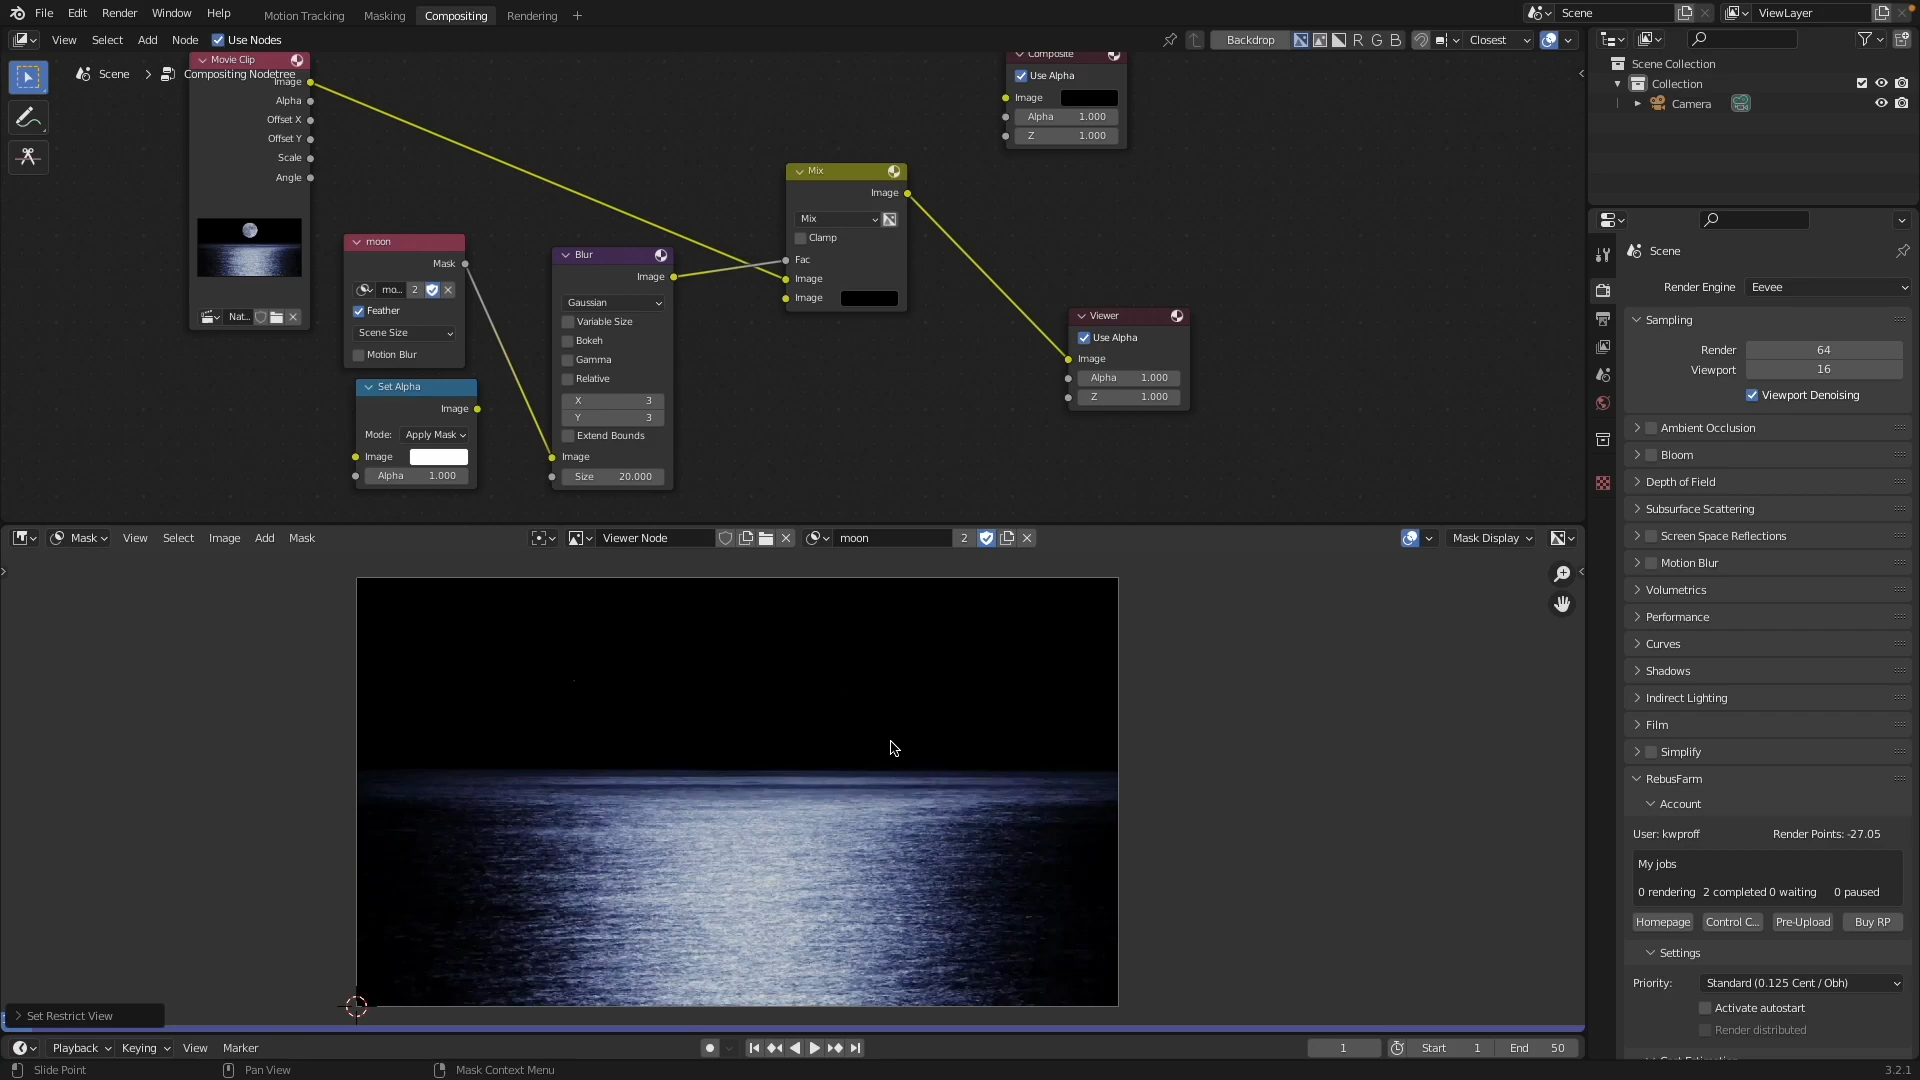 File Edit Render Window Help Motion Tracking Masking Compositing Rendering + Scene ViewLayer
View Select Add Node Use Nodes Backdrop R G B Closest
Scene > Compositing Nodetree
Movie Clip
Image
Alpha
Offset X
Offset Y
Scale
Angle
Nat...
moon
Mask
mo... 2
Feather
Scene Size
Motion Blur
Set Alpha
Image
Mode: Apply Mask
Image
Alpha 1.000
Blur
Image
Gaussian
Variable Size
Bokeh
Gamma
Relative
X 3
Y 3
Extend Bounds
Image
Size 20.000
Mix
Image
Mix
Clamp
Fac
Image
Image
Composite
Use Alpha
Image
Alpha 1.000
Z 1.000
Viewer
Use Alpha
Image
Alpha 1.000
Z 1.000
Scene Collection
Collection
Camera
Scene
Render Engine Eevee
Sampling
Render 64
Viewport 16
Viewport Denoising
Ambient Occlusion
Bloom
Depth of Field
Subsurface Scattering
Screen Space Reflections
Motion Blur
Volumetrics
Performance
Curves
Shadows
Indirect Lighting
Film
Simplify
RebusFarm
Account
User: kwproff Render Points: -27.05
My jobs
0 rendering 2 completed 0 waiting 0 paused
Homepage Control C... Pre-Upload Buy RP
Settings
Priority: Standard (0.125 Cent / Obh)
Activate autostart
Render distributed
Mask View Select Image Add Mask Viewer Node moon 2 Mask Display
Set Restrict View
Playback Keying View Marker 1 Start 1 End 50
Slide Point Pan View Mask Context Menu 3.2.1